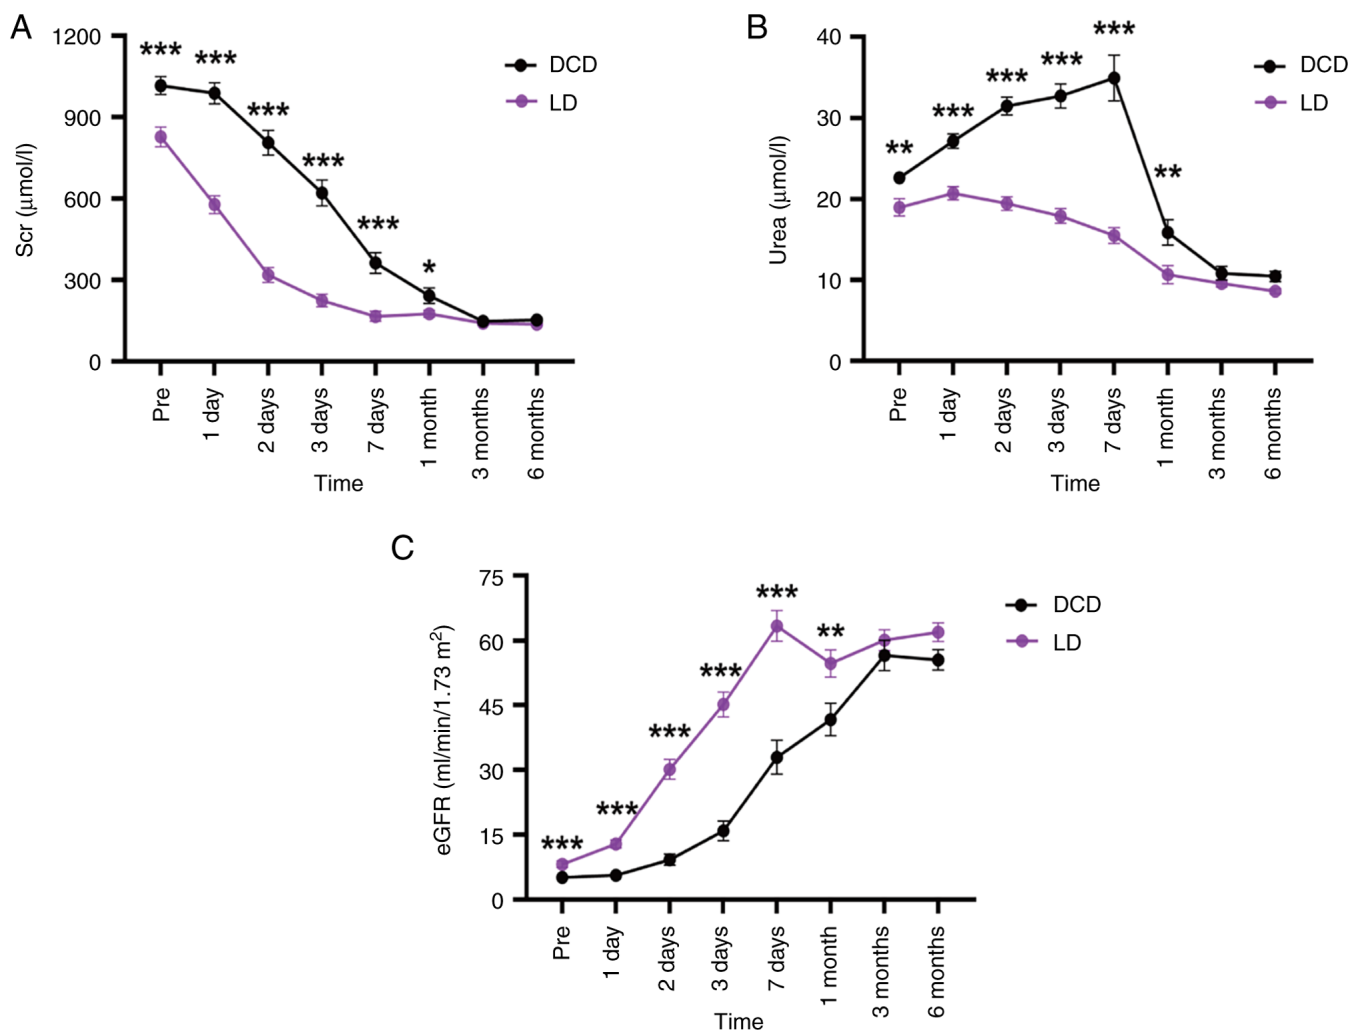 A
1200
900
600
300
0
Scr (μmol/l)
***
***
***
***
***
*
DCD
LD
Pre
1 day
2 days
3 days
7 days
1 month
3 months
6 months
Time
B
40
30
20
10
0
Urea (μmol/l)
**
***
***
***
***
**
DCD
LD
Pre
1 day
2 days
3 days
7 days
1 month
3 months
6 months
Time
C
75
60
45
30
15
0
eGFR (ml/min/1.73 m²)
***
***
***
***
***
**
DCD
LD
Pre
1 day
2 days
3 days
7 days
1 month
3 months
6 months
Time